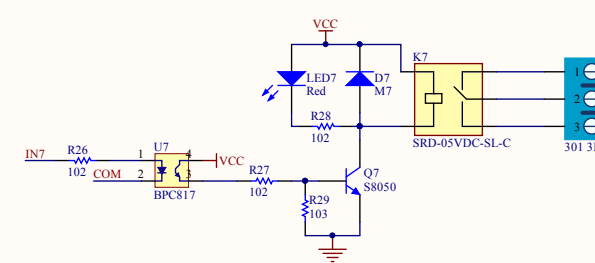 VCC
K7
LED7
Red
D7
M7
1
2
3
R28
102
SRD-05VDC-SL-C
301 3
IN7
R26
102
COM
1
2
U7
4
3
BPC817
VCC
R27
102
Q7
S8050
R29
103